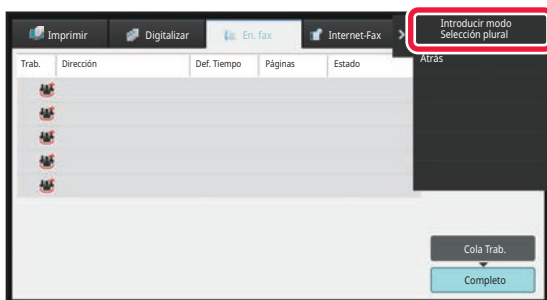 Imprimir
Digitalizar
En. fax
Internet-Fax
Introducir modo
Selección plural
Trab.
Dirección
Def. Tiempo
Páginas
Estado
Atrás
Cola Trab.
Completo